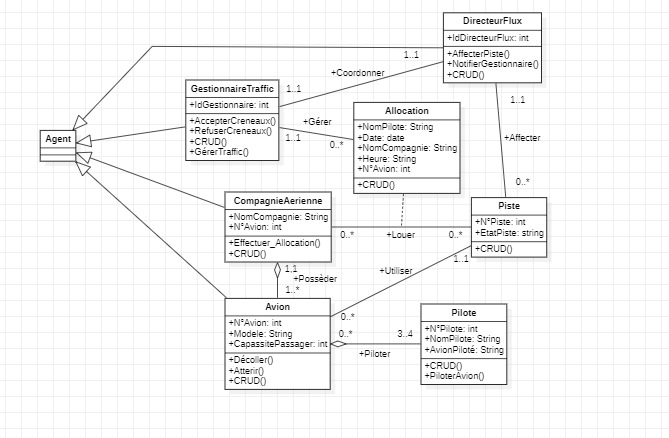 DirecteurFlux
+IdDirecteurFlux: int
+AffecterPiste()
+NotifierGestionnaire()
+CRUD()
1..1
+Coordonner
1..1
GestionnaireTraffic
+IdGestionnaire: int
+AccepterCreneaux()
+RefuserCreneaux()
+CRUD()
+GérerTraffic()
+Gérer
1..1
0..*
Allocation
+NomPilote: String
+Date: date
+NomCompagnie: String
+Heure: String
+N°Avion: int
+CRUD()
1..1
+Affecter
0..*
Agent
CompagnieAerienne
+NomCompagnie: String
+N°Avion: int
+Effectuer_Allocation()
+CRUD()
0..*
+Louer
0..*
Piste
+N°Piste: int
+EtatPiste: string
+CRUD()
1,1
+Possèder
1..*
+Utiliser
1..1
0..*
Avion
+N°Avion: int
+Modele: String
+CapassitePassager: int
+Décoller()
+Atterir()
+CRUD()
0..*
3..4
+Piloter
Pilote
+N°Pilote: int
+NomPilote: String
+AvionPiloté: String
+CRUD()
+PiloterAvion()